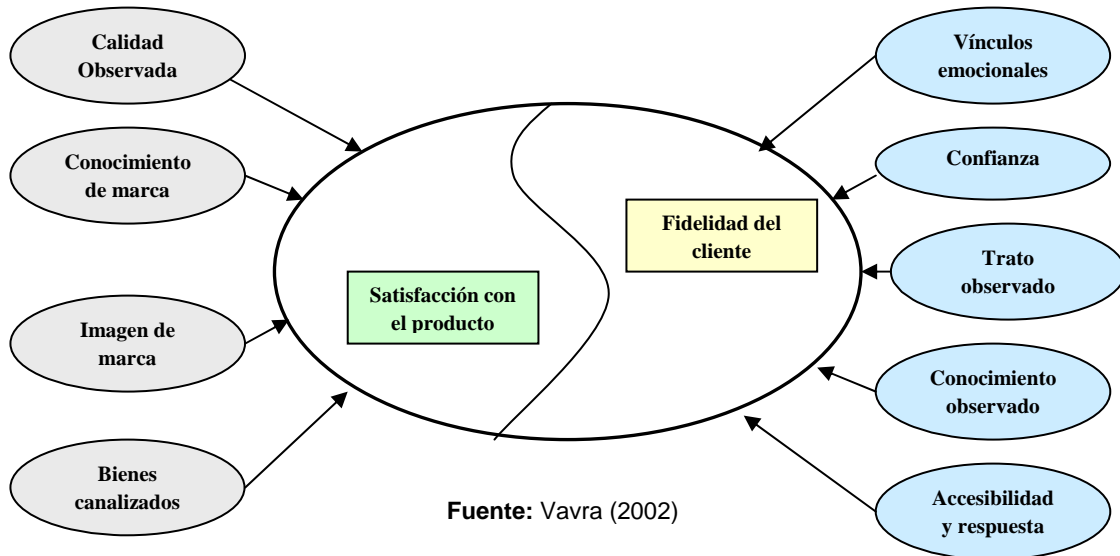 Calidad
Observada
Conocimiento
de marca
Imagen de
marca
Bienes
canalizados
Satisfacción con
el producto
Fidelidad del
cliente
Vínculos
emocionales
Confianza
Trato
observado
Conocimiento
observado
Accesibilidad
y respuesta
Fuente: Vavra (2002)